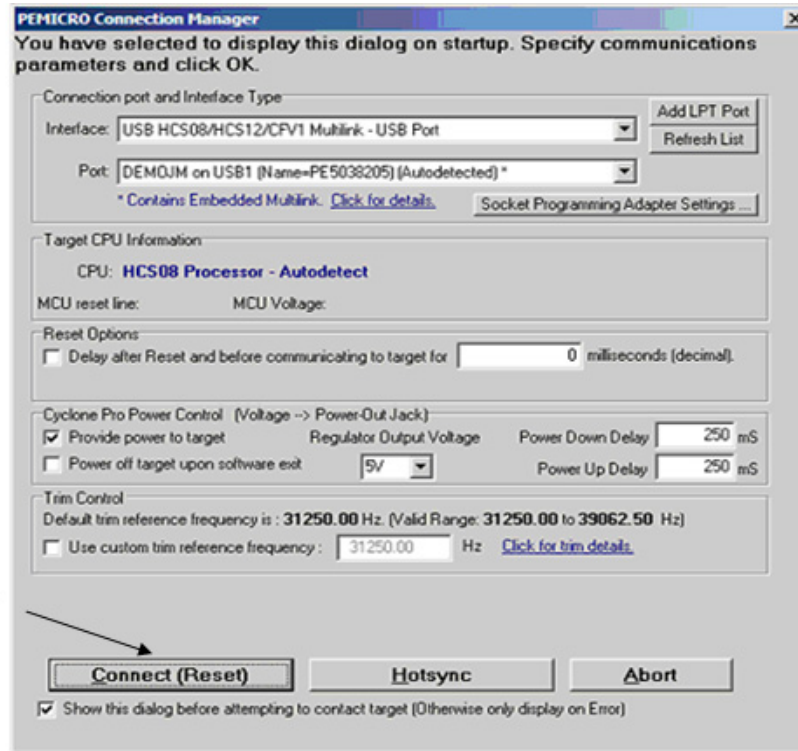 PEMICRO Connection Manager
You have selected to display this dialog on startup. Specify communications
parameters and click OK.
Connection port and Interface Type
Add LPT Port
Interface: USB HCS08/HCS12/CFV1 Multilink - USB Port
Refresh List
Port: DEMOJM on USB1 (Name=PE5038205) (Autodetected) *
* Contains Embedded Multilink. Click for details. Socket Programming Adapter Settings ...
Target CPU Information
CPU: HCS08 Processor - Autodetect
MCU reset line: MCU Voltage:
Reset Options
Delay after Reset and before communicating to target for 0 milliseconds (decimal).
Cyclone Pro Power Control (Voltage --> Power-Out Jack)
Provide power to target Regulator Output Voltage Power Down Delay 250 mS
Power off target upon software exit 5V Power Up Delay 250 mS
Trim Control
Default trim reference frequency is : 31250.00 Hz. (Valid Range: 31250.00 to 39062.50 Hz)
Use custom trim reference frequency : 31250.00 Hz Click for trim details.
Connect (Reset) Hotsync Abort
Show this dialog before attempting to contact target (Otherwise only display on Error)